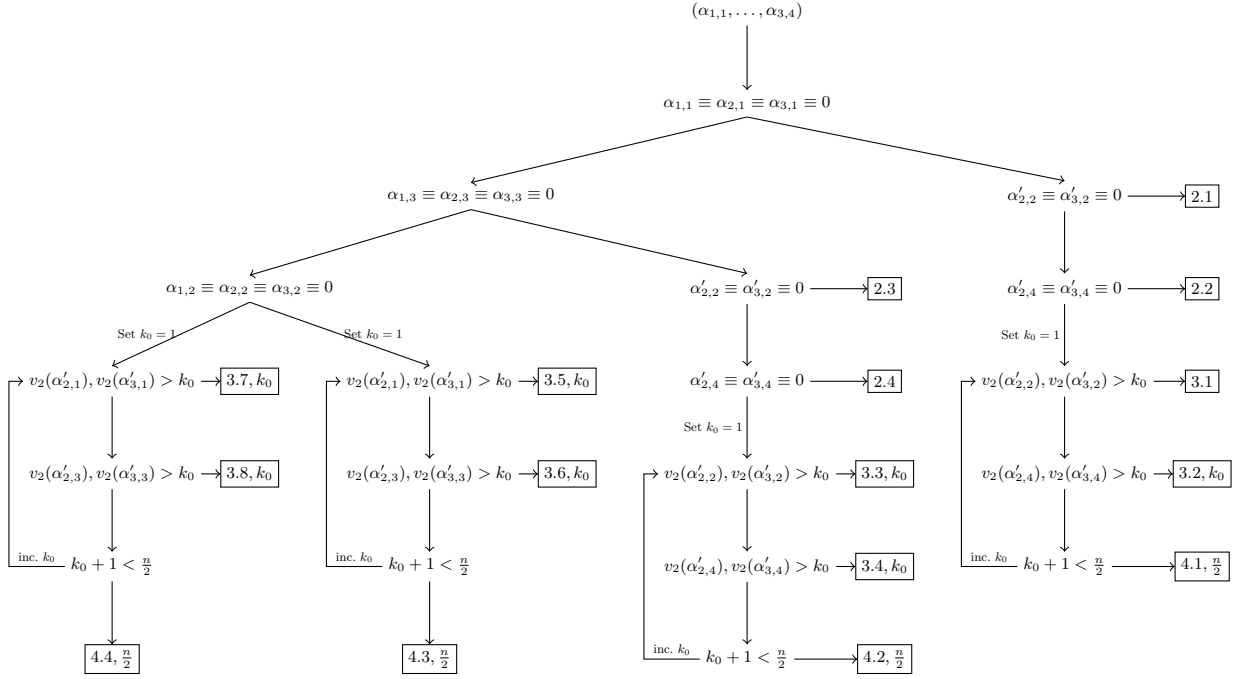 (α_{1,1}, . . . , α_{3,4})
α_{1,1} ≡ α_{2,1} ≡ α_{3,1} ≡ 0
α_{1,3} ≡ α_{2,3} ≡ α_{3,3} ≡ 0
α′_{2,2} ≡ α′_{3,2} ≡ 0
2.1
α_{1,2} ≡ α_{2,2} ≡ α_{3,2} ≡ 0
α′_{2,2} ≡ α′_{3,2} ≡ 0
2.3
α′_{2,4} ≡ α′_{3,4} ≡ 0
2.2
Set k_0 = 1
Set k_0 = 1
Set k_0 = 1
v_2(α′_{2,1}), v_2(α′_{3,1}) > k_0
3.7, k_0
v_2(α′_{2,1}), v_2(α′_{3,1}) > k_0
3.5, k_0
α′_{2,4} ≡ α′_{3,4} ≡ 0
2.4
v_2(α′_{2,2}), v_2(α′_{3,2}) > k_0
3.1
Set k_0 = 1
v_2(α′_{2,3}), v_2(α′_{3,3}) > k_0
3.8, k_0
v_2(α′_{2,3}), v_2(α′_{3,3}) > k_0
3.6, k_0
v_2(α′_{2,2}), v_2(α′_{3,2}) > k_0
3.3, k_0
v_2(α′_{2,4}), v_2(α′_{3,4}) > k_0
3.2, k_0
inc. k_0
k_0 + 1 < n/2
inc. k_0
k_0 + 1 < n/2
v_2(α′_{2,4}), v_2(α′_{3,4}) > k_0
3.4, k_0
inc. k_0
k_0 + 1 < n/2
4.1, n/2
4.4, n/2
4.3, n/2
inc. k_0
k_0 + 1 < n/2
4.2, n/2